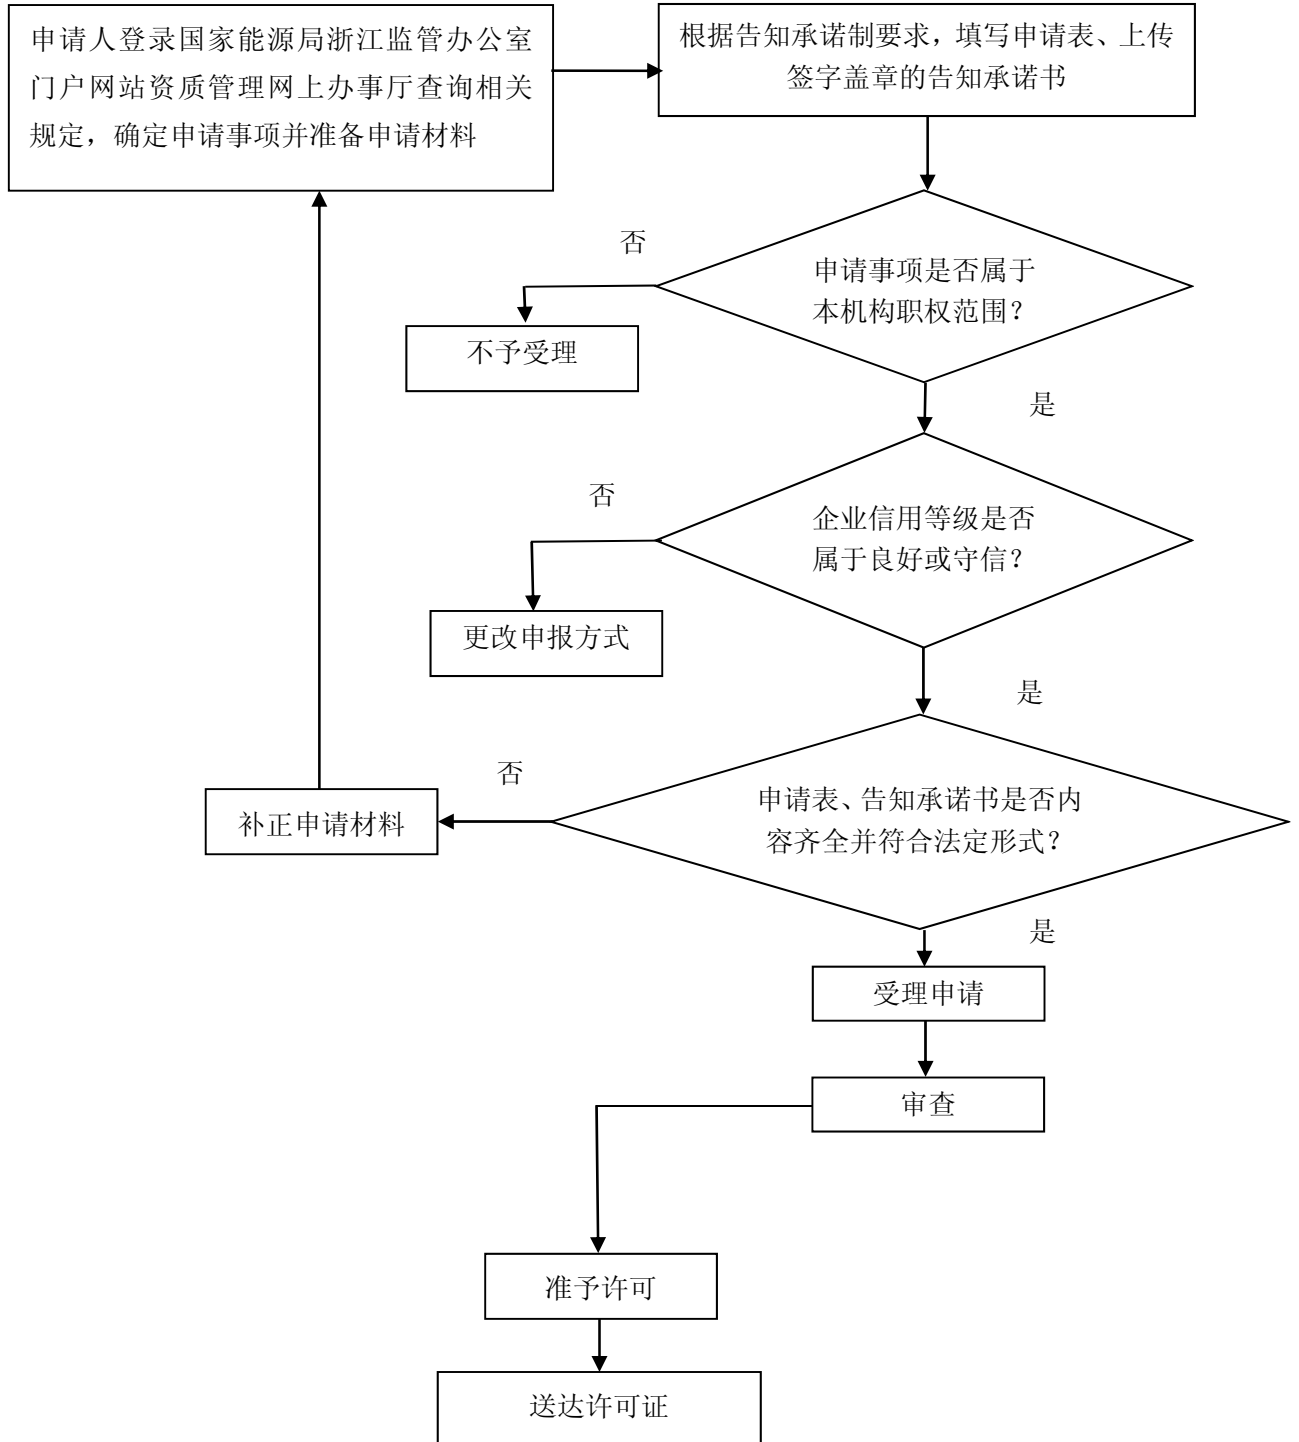 申请人登录国家能源局浙江监管办公室
门户网站资质管理网上办事厅查询相关
规定，确定申请事项并准备申请材料
根据告知承诺制要求，填写申请表、上传
签字盖章的告知承诺书
否
申请事项是否属于
本机构职权范围？
不予受理
是
否
企业信用等级是否
属于良好或守信？
更改申报方式
是
否
申请表、告知承诺书是否内
容齐全并符合法定形式？
补正申请材料
是
受理申请
审查
准予许可
送达许可证